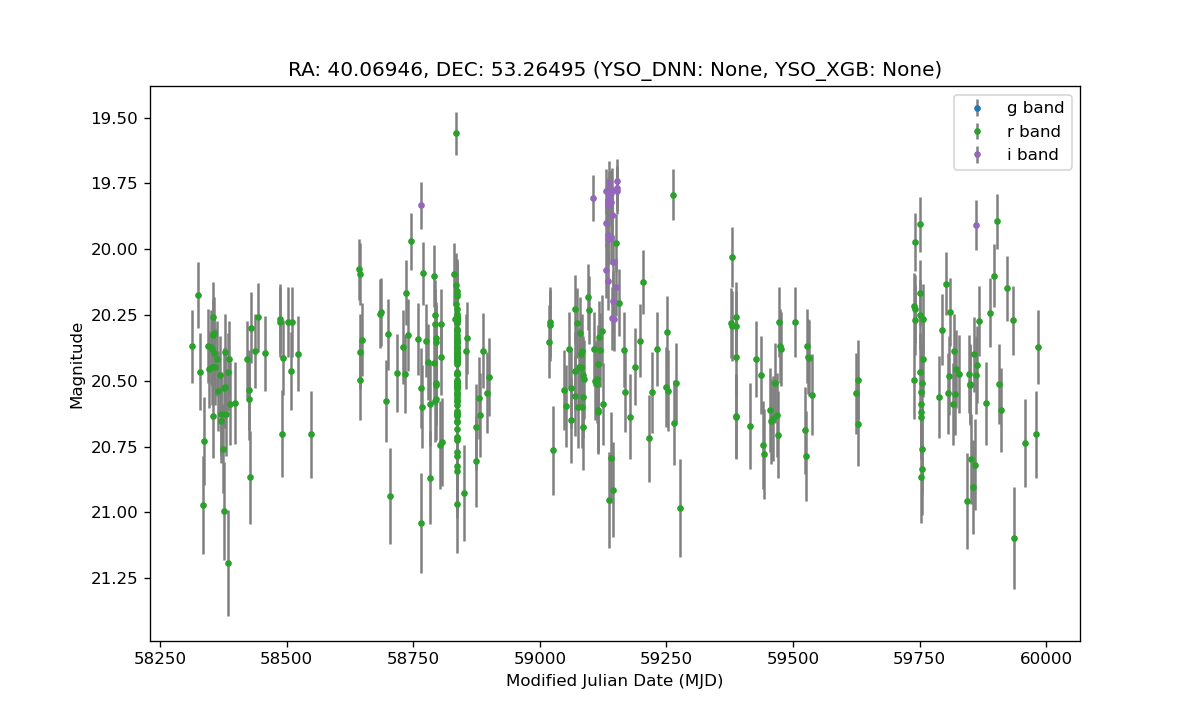 RA: 40.06946, DEC: 53.26495 (YSO_DNN: None, YSO_XGB: None)
g band
r band
i band
19.50
19.75
20.00
20.25
20.50
20.75
21.00
21.25
Magnitude
58250 58500 58750 59000 59250 59500 59750 60000
Modified Julian Date (MJD)